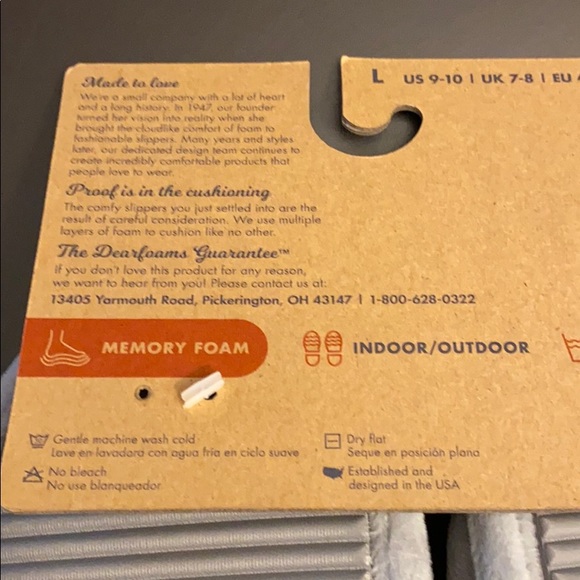 Made to love
We're a small company with a lot of heart
and a long history. In 1947, our founder
turned her vision into reality when she
brought the cloudlike comfort of foam to
fashionable slippers. Many years and styles
later, our dedicated design team continues to
create incredibly comfortable products that
people love to wear.
Proof is in the cushioning
The comfy slippers you just settled into are the
result of careful consideration. We use multiple
layers of foam to cushion like no other.
The Dearfoams Guarantee™
If you don't love this product for any reason,
we want to hear from you! Please contact us at:
13405 Yarmouth Road, Pickerington, OH 43147 | 1-800-628-0322
L US 9-10 | UK 7-8 | EU
MEMORY FOAM
INDOOR/OUTDOOR
Gentle machine wash cold
Lave en lavadora con agua fría en ciclo suave
No bleach
No use blanqueador
Dry flat
Seque en posición plana
Established and
designed in the USA